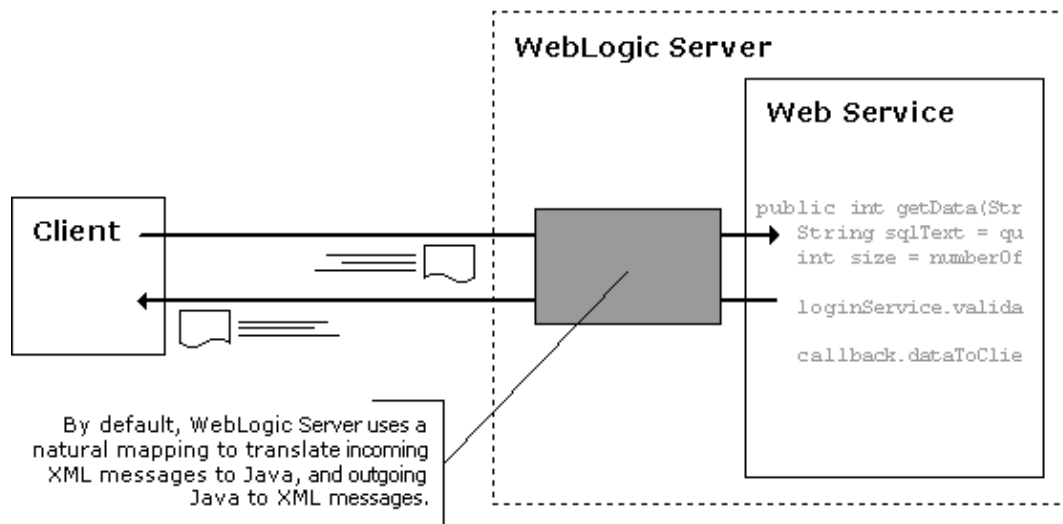 WebLogic Server
Web Service
public int getData(Str
String sqlText = qu
int size = numberOf
loginService.valida
callback.dataToClie
Client
By default, WebLogic Server uses a
natural mapping to translate incoming
XML messages to Java, and outgoing
Java to XML messages.